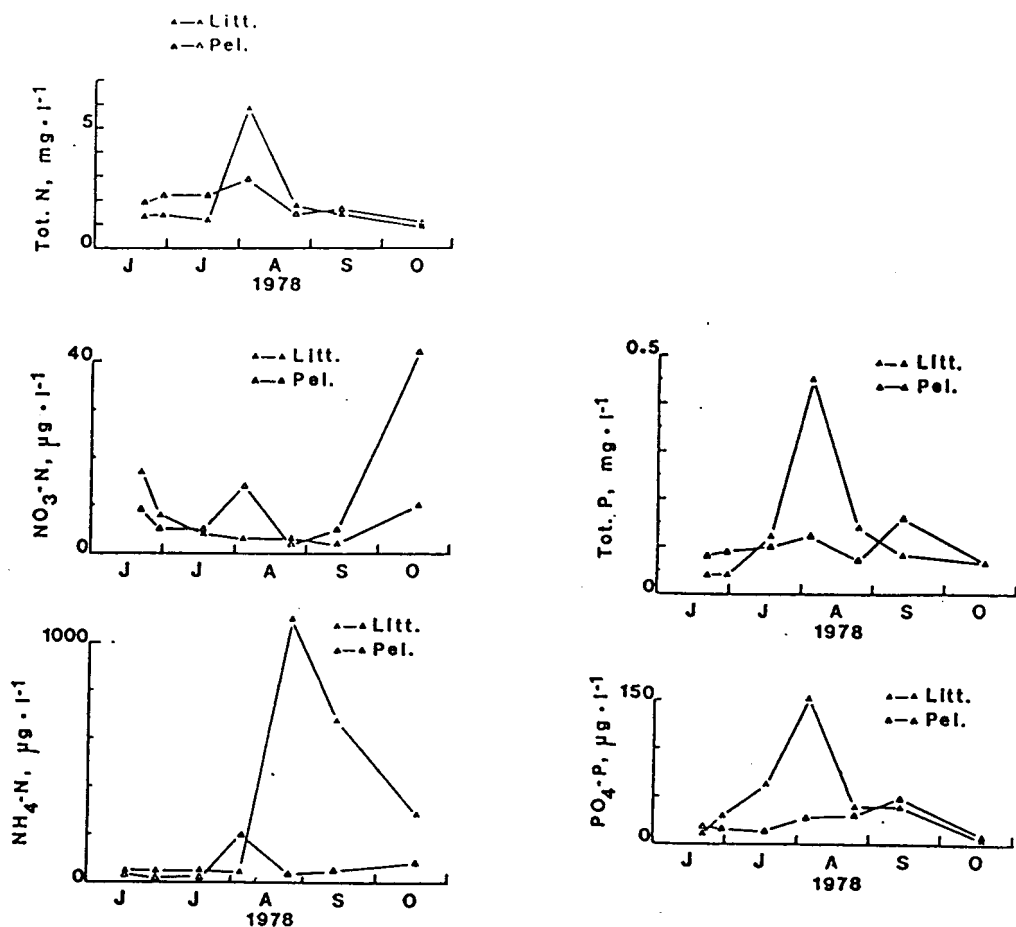 Litt.
Pel.
Tot. N, mg · l-1
5
0
J J A S O
1978
NO3-N, µg · l-1
40
0
Litt.
Pel.
J J A S O
1978
NH4-N, µg · l-1
1000
0
Litt.
Pel.
J J A S O
1978
Tot. P, mg · l-1
0.5
0
Litt.
Pel.
J J A S O
1978
PO4-P, µg · l-1
150
0
Litt.
Pel.
J J A S O
1978